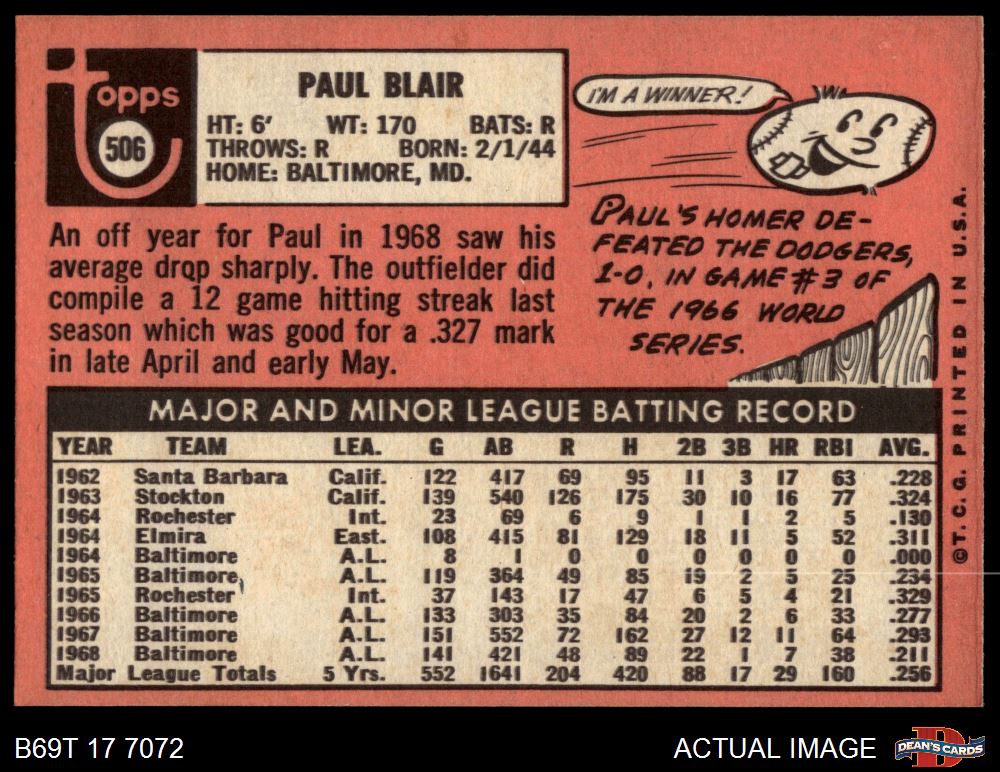 topps
506
PAUL BLAIR
HT: 6' WT: 170 BATS: R
THROWS: R BORN: 2/1/44
HOME: BALTIMORE, MD.
I'M A WINNER!
An off year for Paul in 1968 saw his
average drop sharply. The outfielder did
compile a 12 game hitting streak last
season which was good for a .327 mark
in late April and early May.
PAUL'S HOMER DE-
FEATED THE DODGERS,
1-0, IN GAME #3 OF
THE 1966 WORLD
SERIES.
MAJOR AND MINOR LEAGUE BATTING RECORD
YEAR TEAM LEA. G AB R H 2B 3B HR RBI AVG.
1962 Santa Barbara Calif. 122 417 69 95 11 3 17 63 .228
1963 Stockton Calif. 139 540 126 175 30 10 16 77 .324
1964 Rochester Int. 23 69 6 9 1 1 2 5 .130
1964 Elmira East. 108 415 81 129 18 11 5 52 .311
1964 Baltimore A.L. 8 1 0 0 0 0 0 0 .000
1965 Baltimore A.L. 119 364 49 85 19 2 5 25 .234
1965 Rochester Int. 37 143 17 47 6 5 4 21 .329
1966 Baltimore A.L. 133 303 35 84 20 2 6 33 .277
1967 Baltimore A.L. 151 552 72 162 27 12 11 64 .293
1968 Baltimore A.L. 141 421 48 89 22 1 7 38 .211
Major League Totals 5 Yrs. 552 1641 204 420 88 17 29 160 .256
©T.C.G. PRINTED IN U.S.A.
B69T 17 7072
ACTUAL IMAGE
D
DEAN'S CARDS